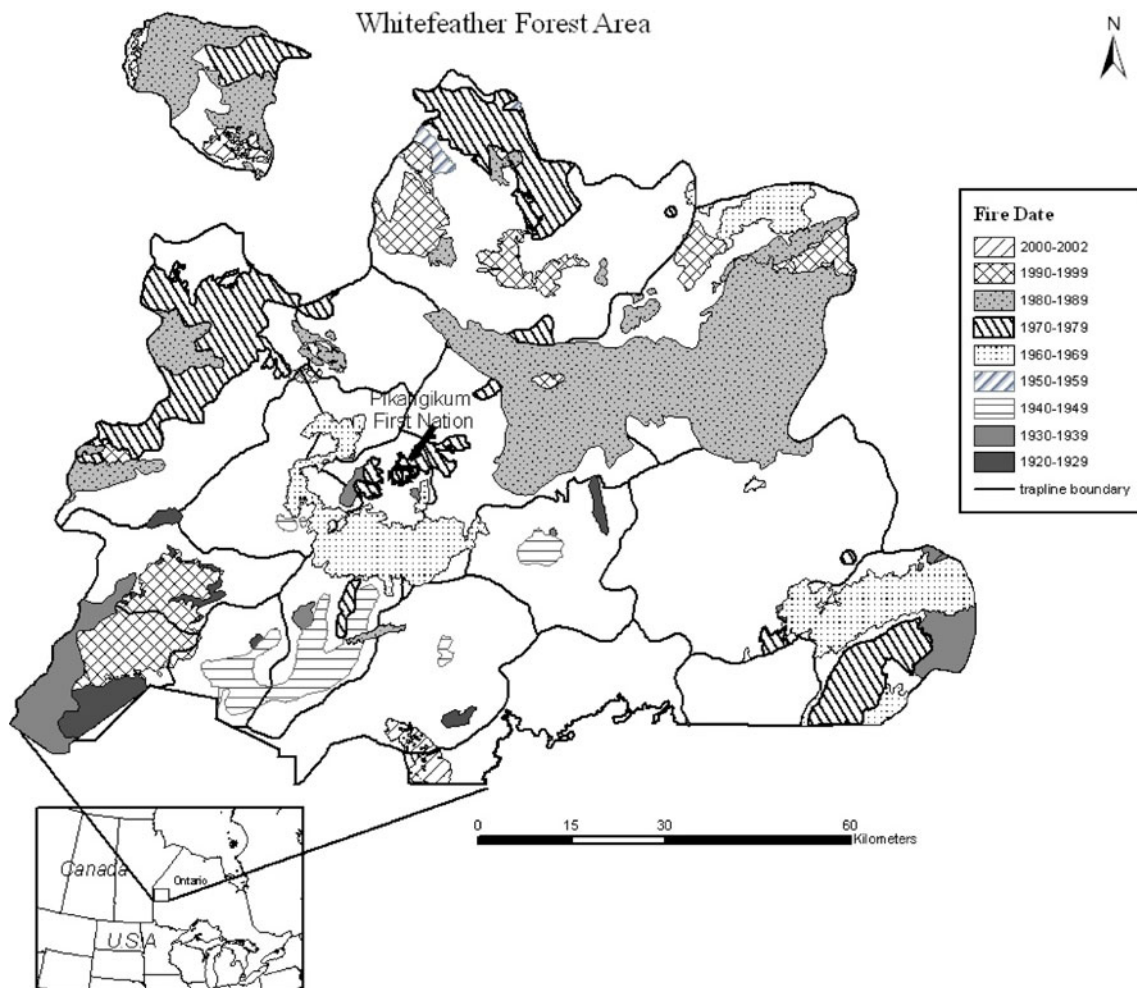 Whitefeather Forest Area
N
Pikangikum
First Nation
Fire Date
2000-2002
1990-1999
1980-1989
1970-1979
1960-1969
1950-1959
1940-1949
1930-1939
1920-1929
trapline boundary
0 15 30 60
Kilometers
Canada
Ontario
U.S.A